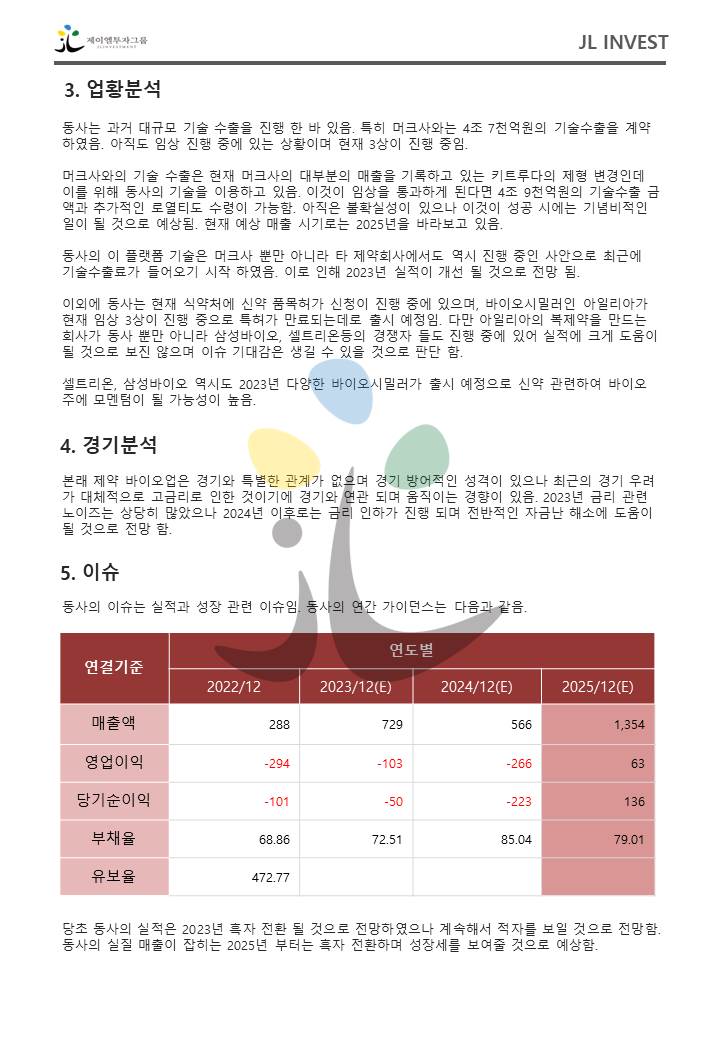 제이엘투자그룹
JLINVESTMENT
JL INVEST
3. 업황분석
동사는 과거 대규모 기술 수출을 진행 한 바 있음. 특히 머크사와는 4조 7천억원의 기술수출을 계약
하였음. 아직도 임상 진행 중에 있는 상황이며 현재 3상이 진행 중임.
머크사와의 기술 수출은 현재 머크사의 대부분의 매출을 기록하고 있는 키트루다의 제형 변경인데
이를 위해 동사의 기술을 이용하고 있음. 이것이 임상을 통과하게 된다면 4조 9천억원의 기술수출 금
액과 추가적인 로열티도 수령이 가능함. 아직은 불확실성이 있으나 이것이 성공 시에는 기념비적인
일이 될 것으로 예상됨. 현재 예상 매출 시기로는 2025년을 바라보고 있음.
동사의 이 플랫폼 기술은 머크사 뿐만 아니라 타 제약회사에서도 역시 진행 중인 사안으로 최근에
기술수출료가 들어오기 시작 하였음. 이로 인해 2023년 실적이 개선 될 것으로 전망 됨.
이외에 동사는 현재 식약처에 신약 품목허가 신청이 진행 중에 있으며, 바이오시밀러인 아일리아가
현재 임상 3상이 진행 중으로 특허가 만료되는데로 출시 예정임. 다만 아일리아의 복제약을 만드는
회사가 동사 뿐만 아니라 삼성바이오, 셀트리온등의 경쟁자 들도 진행 중에 있어 실적에 크게 도움이
될 것으로 보진 않으며 이슈 기대감은 생길 수 있을 것으로 판단 함.
셀트리온, 삼성바이오 역시도 2023년 다양한 바이오시밀러가 출시 예정으로 신약 관련하여 바이오
주에 모멘텀이 될 가능성이 높음.
4. 경기분석
본래 제약 바이오업은 경기와 특별한 관계가 없으며 경기 방어적인 성격이 있으나 최근의 경기 우려
가 대체적으로 고금리로 인한 것이기에 경기와 연관 되며 움직이는 경향이 있음. 2023년 금리 관련
노이즈는 상당히 많았으나 2024년 이후로는 금리 인하가 진행 되며 전반적인 자금난 해소에 도움이
될 것으로 전망 함.
5. 이슈
동사의 이슈는 실적과 성장 관련 이슈임. 동사의 연간 가이던스는 다음과 같음.
연결기준 연도별
2022/12 2023/12(E) 2024/12(E) 2025/12(E)
매출액 288 729 566 1,354
영업이익 -294 -103 -266 63
당기순이익 -101 -50 -223 136
부채율 68.86 72.51 85.04 79.01
유보율 472.77
당초 동사의 실적은 2023년 흑자 전환 될 것으로 전망하였으나 계속해서 적자를 보일 것으로 전망함.
동사의 실질 매출이 잡히는 2025년 부터는 흑자 전환하며 성장세를 보여줄 것으로 예상함.